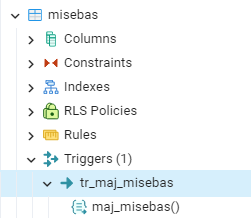 misebas
Columns
Constraints
Indexes
RLS Policies
Rules
Triggers (1)
tr_maj_misebas
maj_misebas()